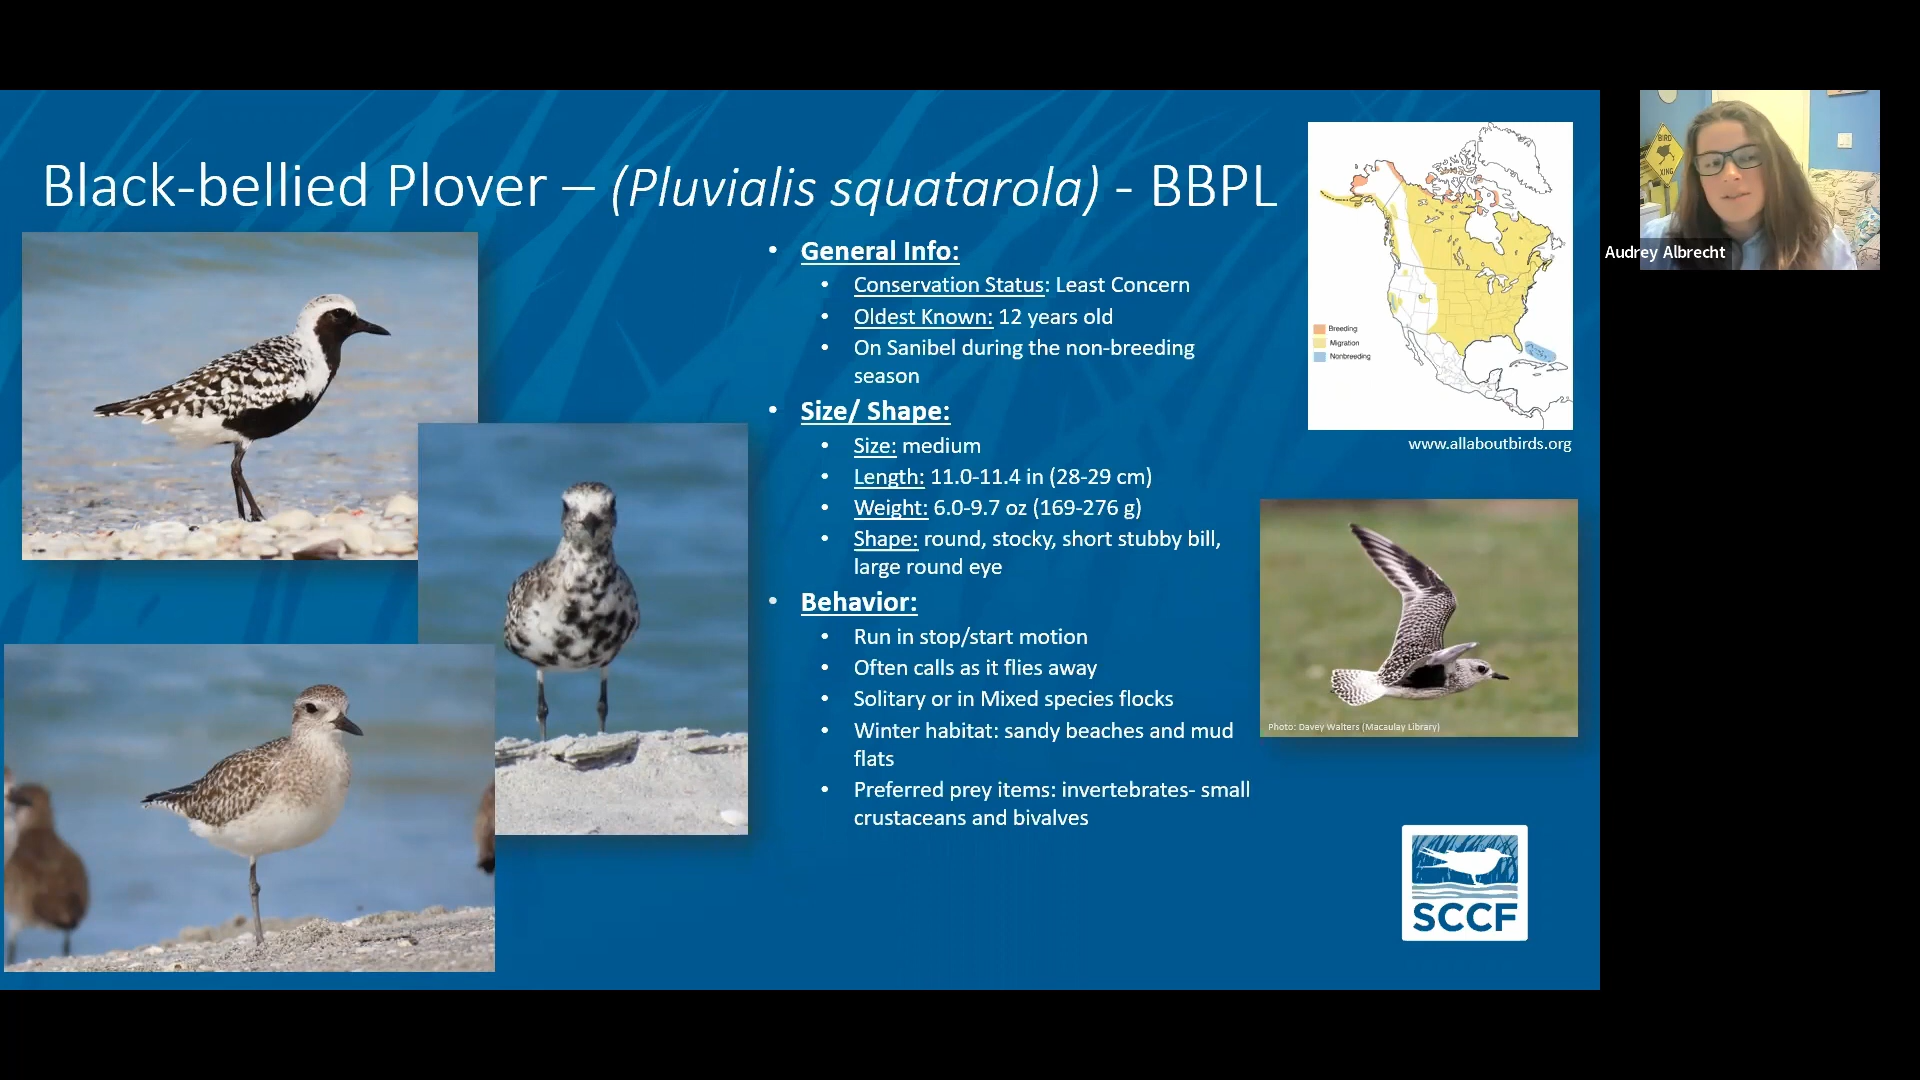 Black-bellied Plover – (Pluvialis squatarola) - BBPL
• General Info:
• Conservation Status: Least Concern
• Oldest Known: 12 years old
• On Sanibel during the non-breeding
season
• Size/ Shape:
• Size: medium
• Length: 11.0-11.4 in (28-29 cm)
• Weight: 6.0-9.7 oz (169-276 g)
• Shape: round, stocky, short stubby bill,
large round eye
• Behavior:
• Run in stop/start motion
• Often calls as it flies away
• Solitary or in Mixed species flocks
• Winter habitat: sandy beaches and mud
flats
• Preferred prey items: invertebrates- small
crustaceans and bivalves
Breeding
Migration
Nonbreeding
www.allaboutbirds.org
Photo: Davey Walters (Macaulay Library)
SCCF
BIRD
XING
Audrey Albrecht